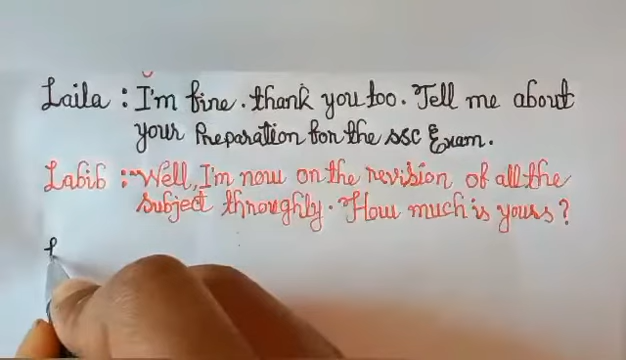 Laila : I'm fine. thank you too. Tell me about
your Preparation for the SSC Exam.
Labib :- Well, I'm now on the revision of all the
subject throughly. How much is yours?